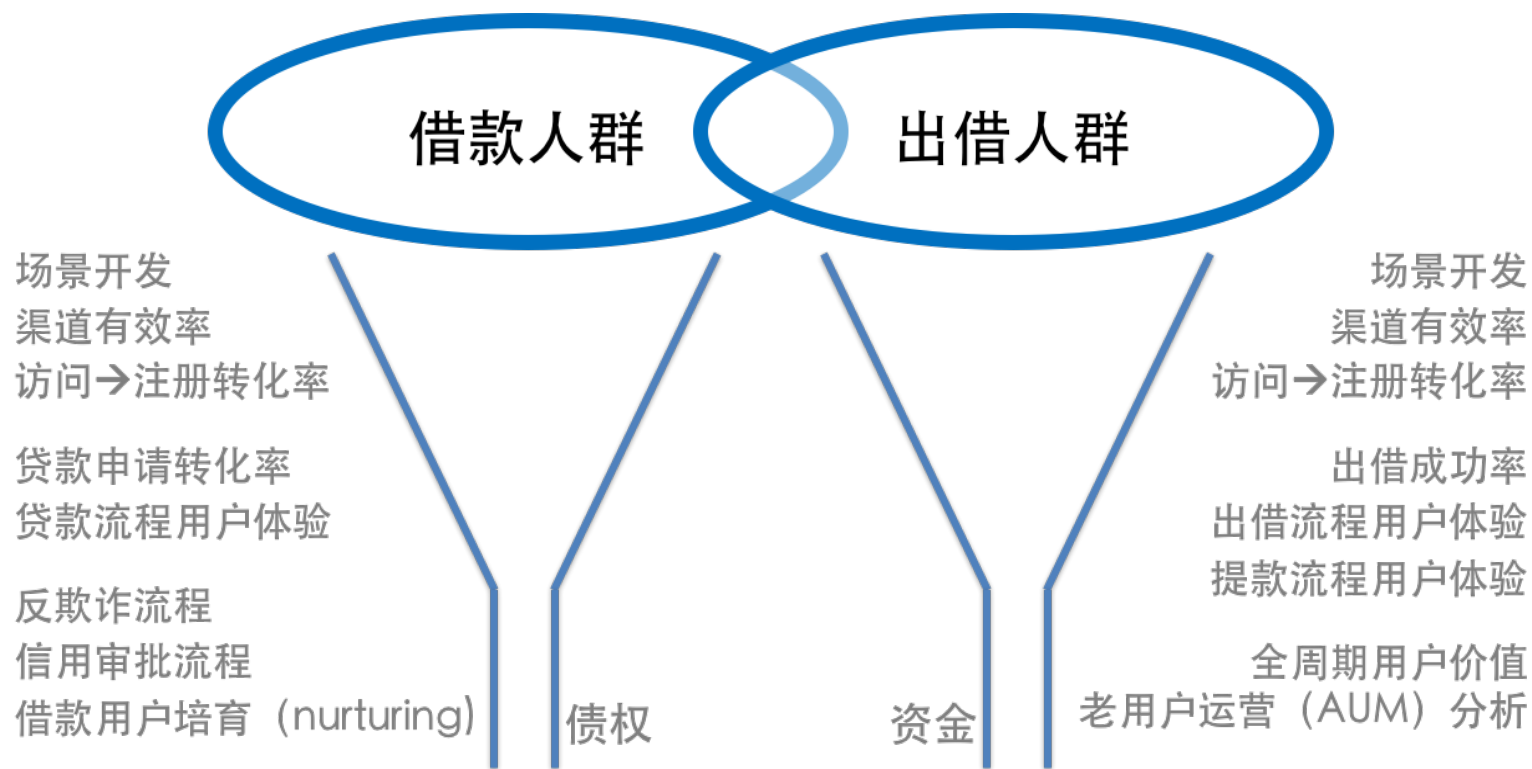 借款人群
出借人群
场景开发
渠道有效率
访问→注册转化率
贷款申请转化率
贷款流程用户体验
反欺诈流程
信用审批流程
借款用户培育（nurturing）
债权
资金
场景开发
渠道有效率
访问→注册转化率
出借成功率
出借流程用户体验
提款流程用户体验
全周期用户价值
老用户运营（AUM）分析